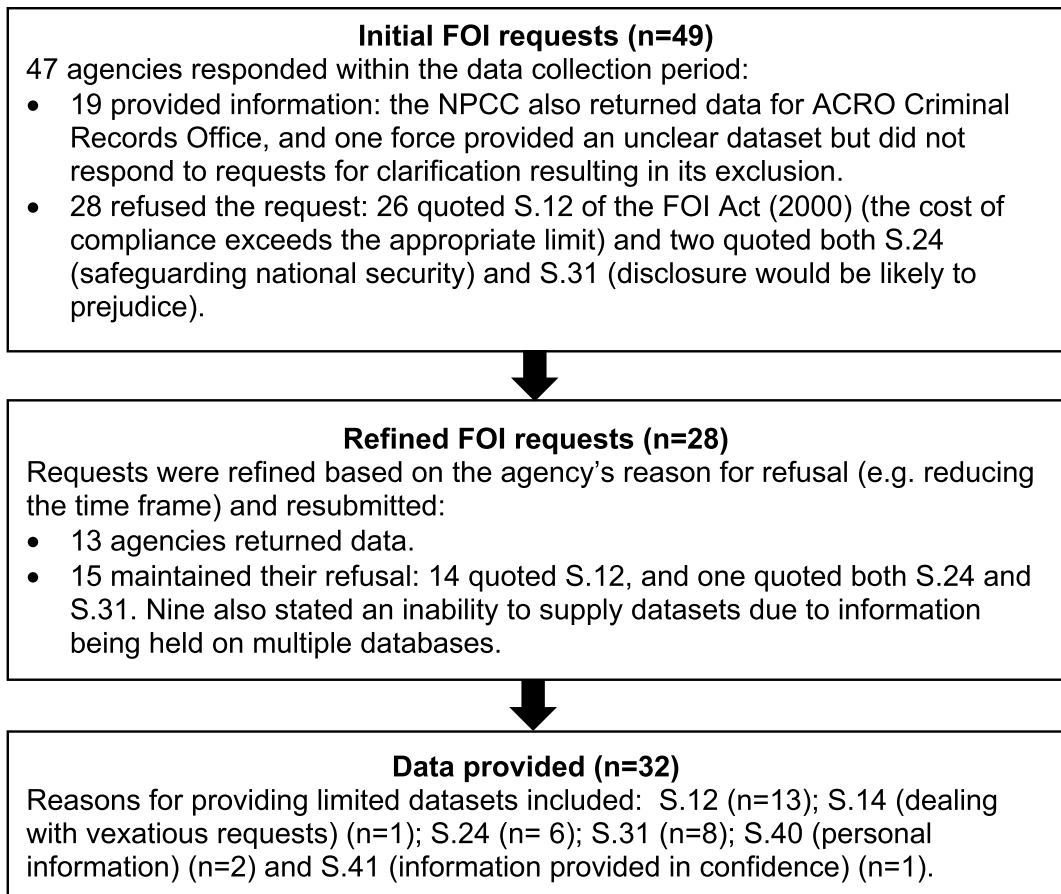 Initial FOI requests (n=49)
47 agencies responded within the data collection period:
• 19 provided information: the NPCC also returned data for ACRO Criminal
Records Office, and one force provided an unclear dataset but did not
respond to requests for clarification resulting in its exclusion.
• 28 refused the request: 26 quoted S.12 of the FOI Act (2000) (the cost of
compliance exceeds the appropriate limit) and two quoted both S.24
(safeguarding national security) and S.31 (disclosure would be likely to
prejudice).
Refined FOI requests (n=28)
Requests were refined based on the agency’s reason for refusal (e.g. reducing
the time frame) and resubmitted:
• 13 agencies returned data.
• 15 maintained their refusal: 14 quoted S.12, and one quoted both S.24 and
S.31. Nine also stated an inability to supply datasets due to information
being held on multiple databases.
Data provided (n=32)
Reasons for providing limited datasets included:  S.12 (n=13); S.14 (dealing
with vexatious requests) (n=1); S.24 (n= 6); S.31 (n=8); S.40 (personal
information) (n=2) and S.41 (information provided in confidence) (n=1).